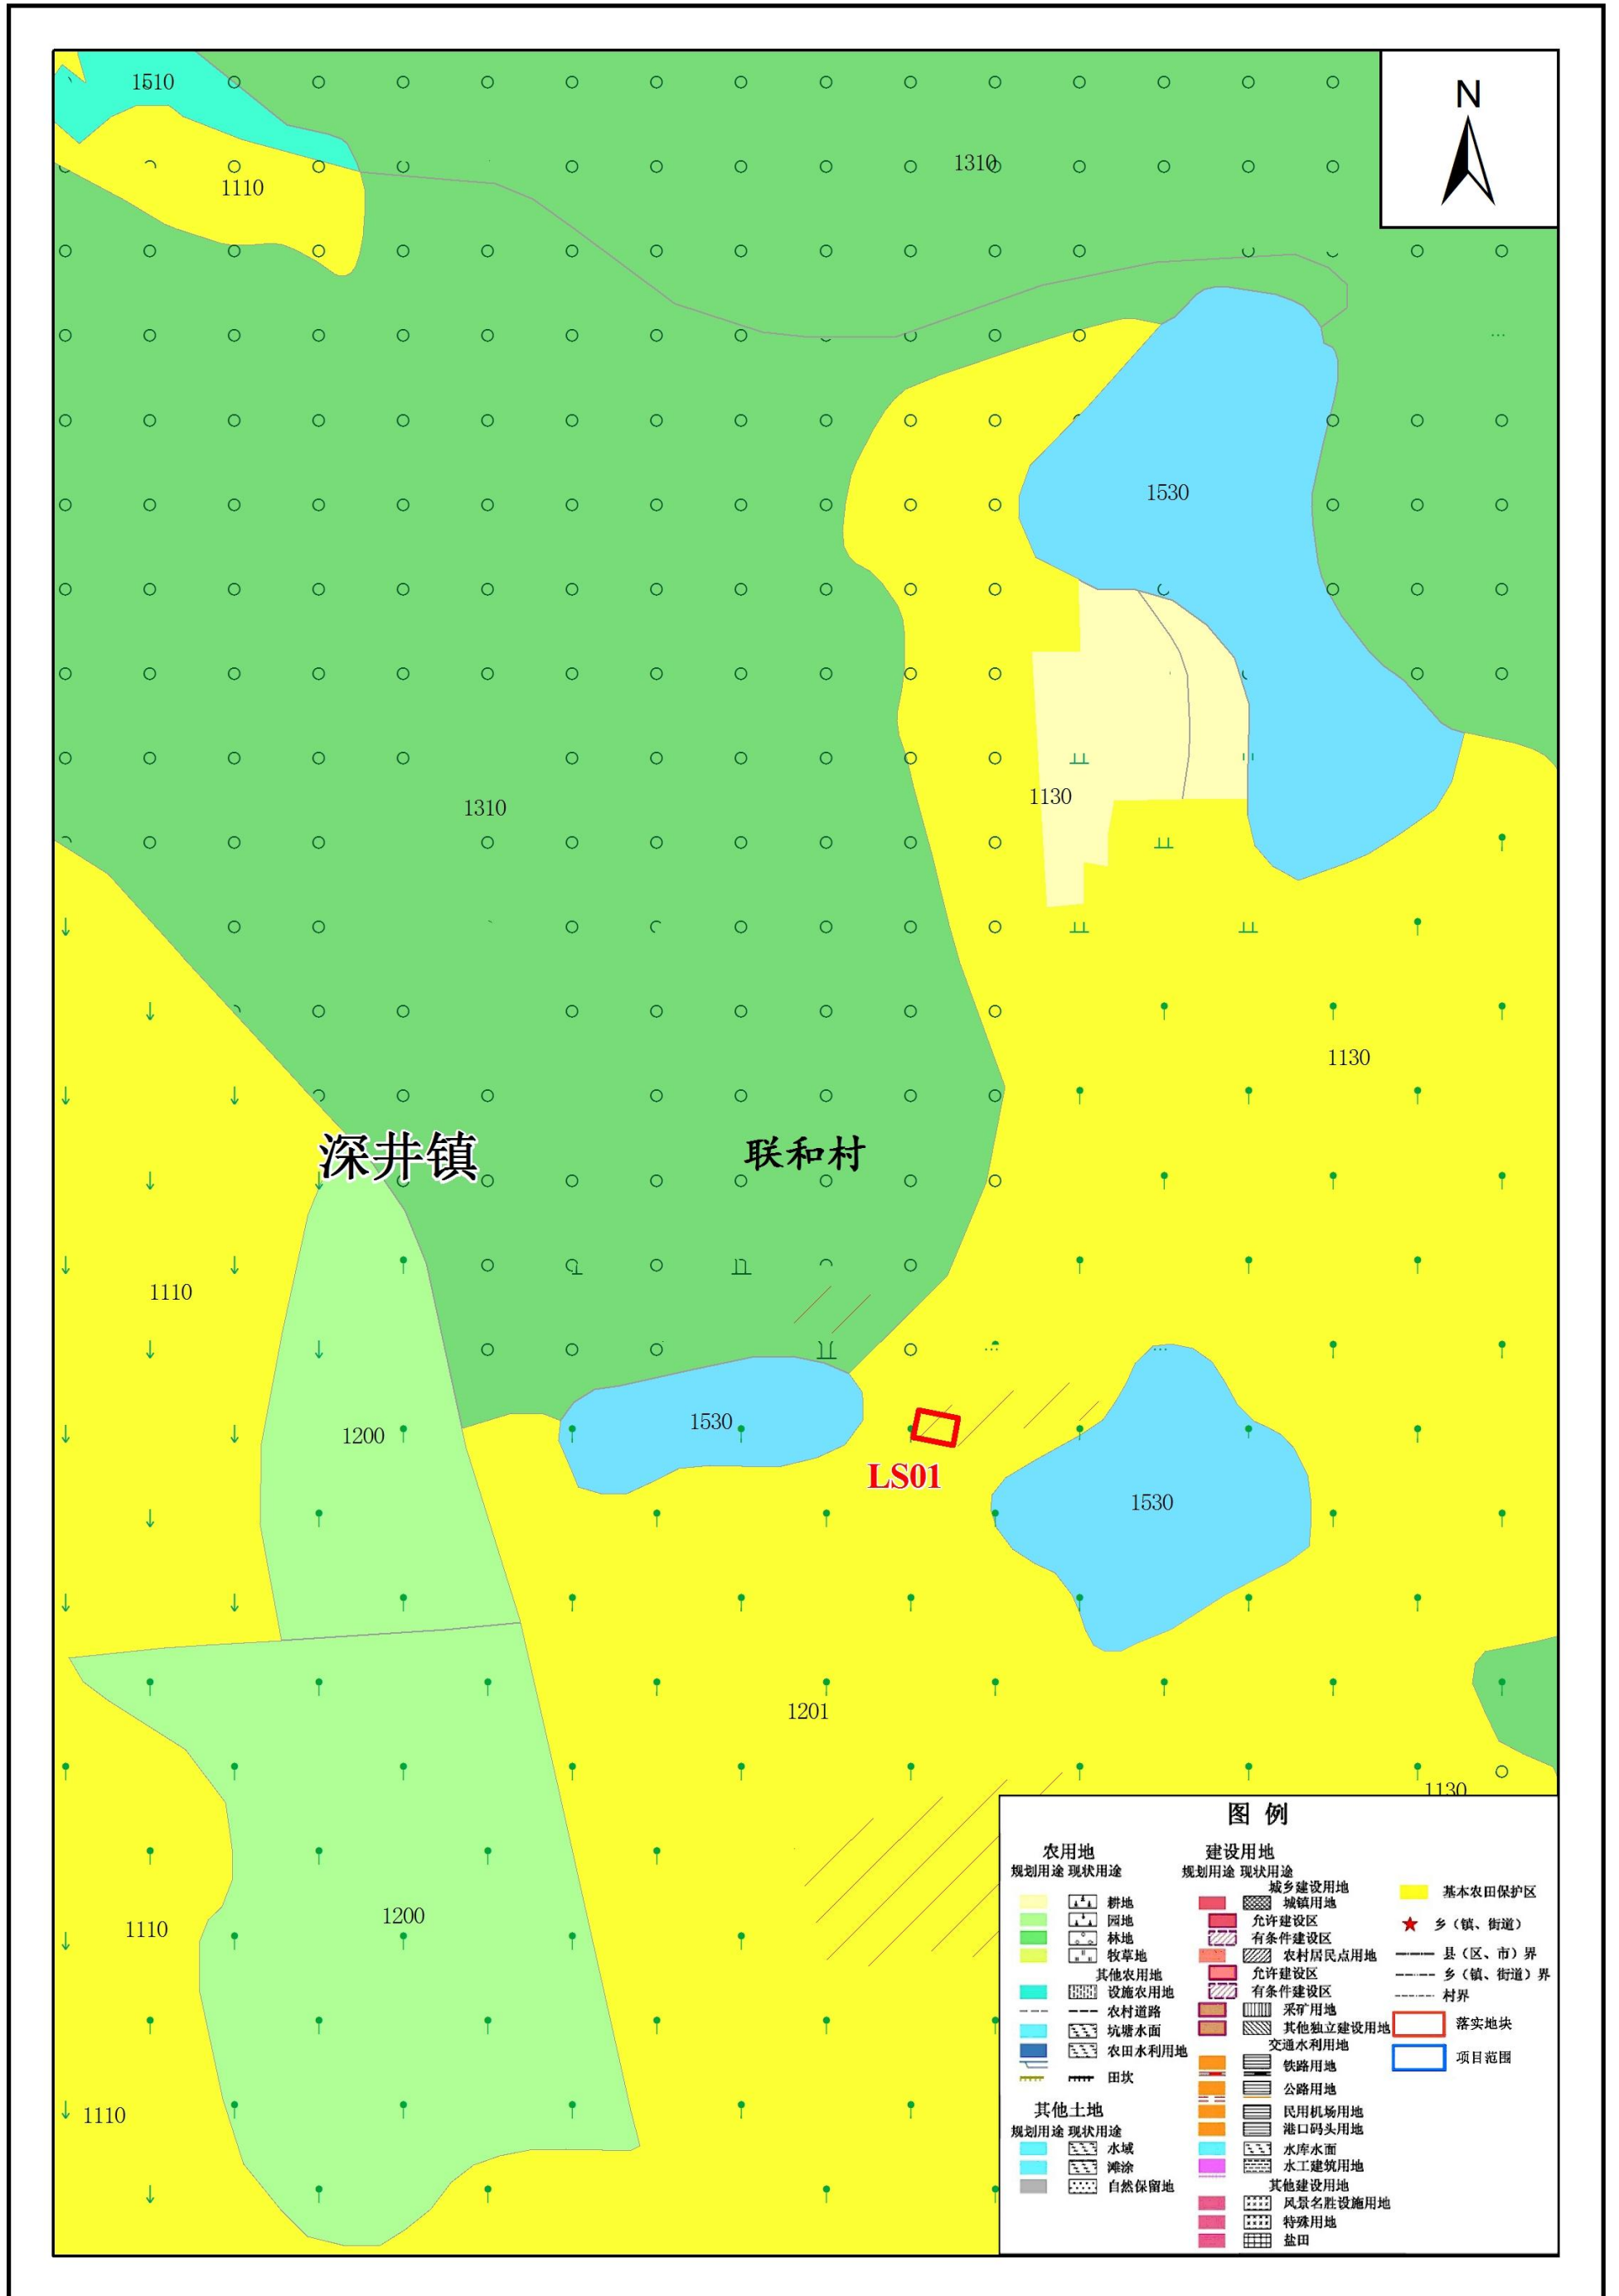 N
1510
1310
1110
1530
1310
1130
1130
深井镇
联和村
1110
1200
1530
LS01
1530
1201
1130
1110
1200
1110
图 例
农用地
规划用途 现状用途
耕地
园地
林地
牧草地
其他农用地
设施农用地
农村道路
坑塘水面
农田水利用地
田坎
其他土地
规划用途 现状用途
水域
滩涂
自然保留地
建设用地
规划用途 现状用途
城乡建设用地
城镇用地
允许建设区
有条件建设区
农村居民点用地
允许建设区
有条件建设区
采矿用地
其他独立建设用地
交通水利用地
铁路用地
公路用地
民用机场用地
港口码头用地
水库水面
水工建筑用地
其他建设用地
风景名胜设施用地
特殊用地
盐田
基本农田保护区
乡（镇、街道）
县（区、市）界
乡（镇、街道）界
村界
落实地块
项目范围